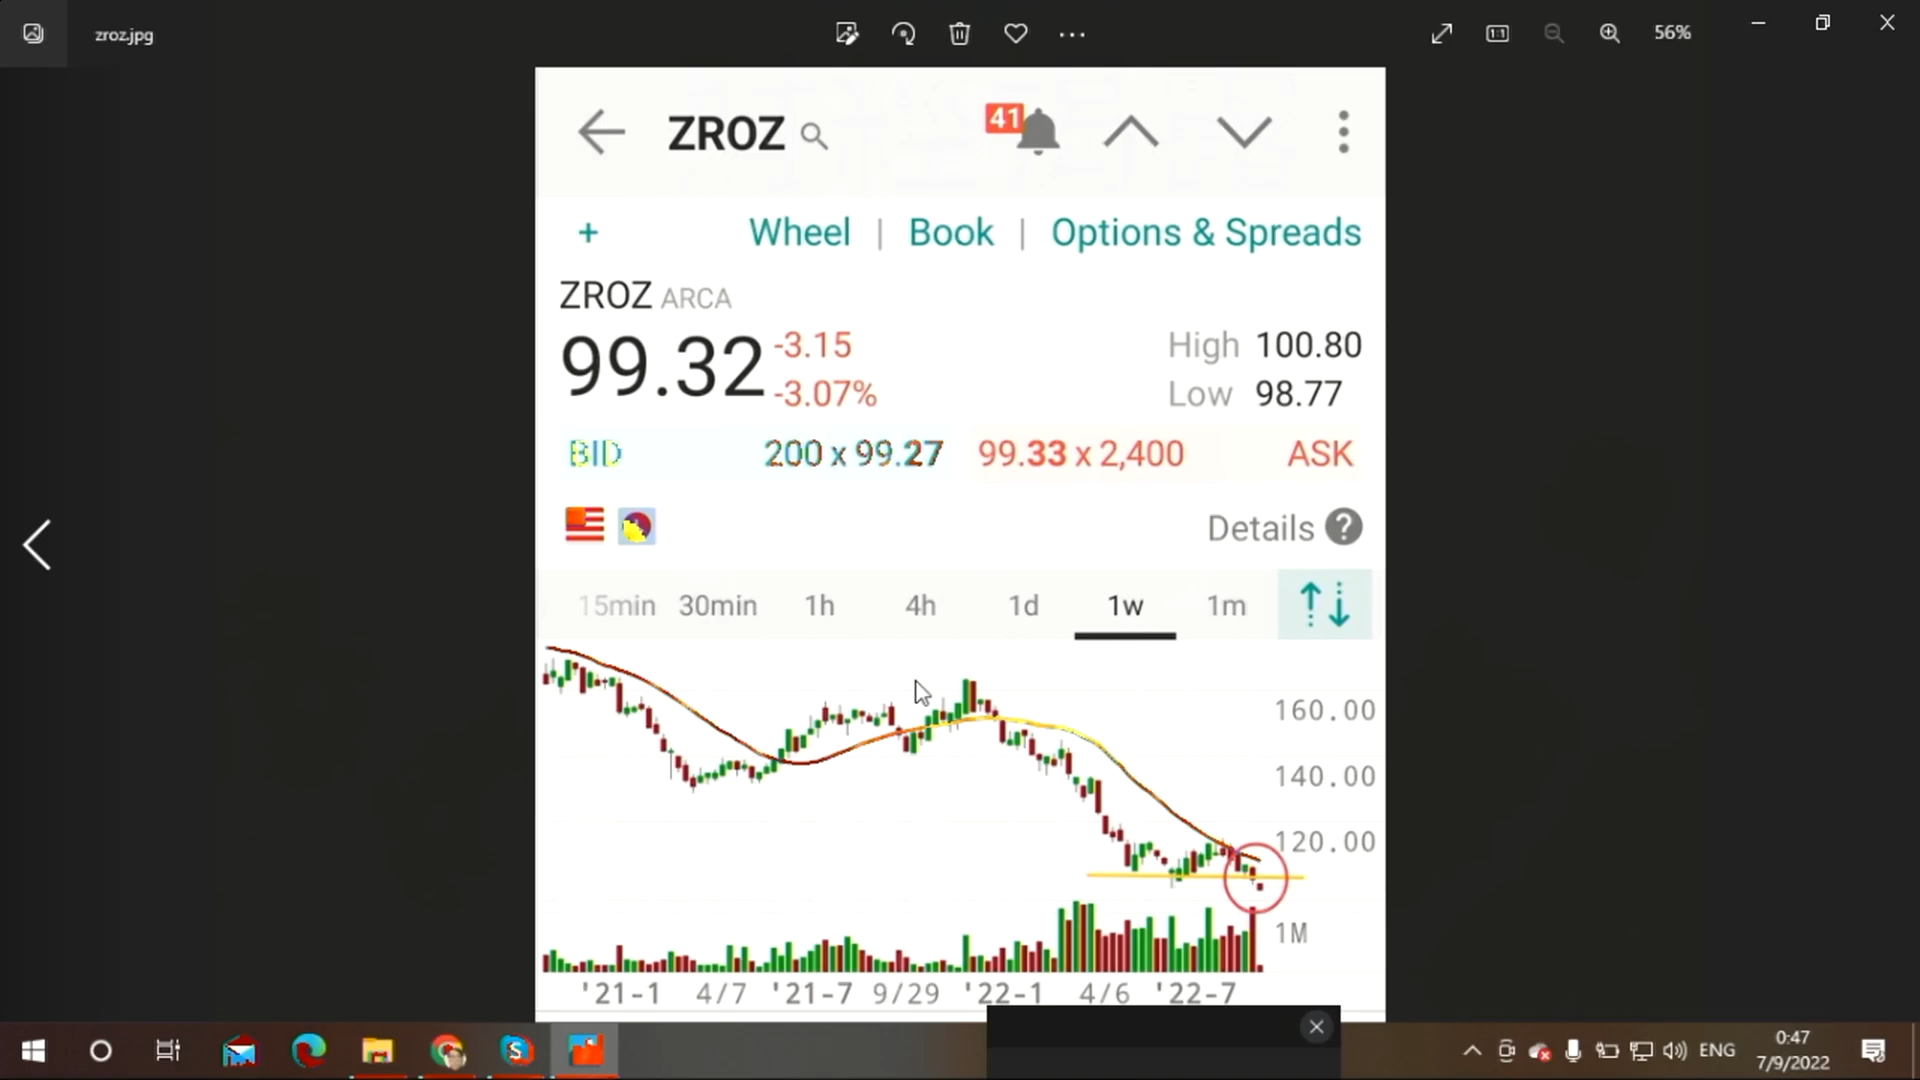 zroz.jpg
56%
ZROZ
41
+ Wheel | Book | Options & Spreads
ZROZ ARCA
99.32
-3.15
-3.07%
High 100.80
Low 98.77
BID 200 x 99.27 99.33 x 2,400 ASK
Details ?
15min 30min 1h 4h 1d 1w 1m
160.00
140.00
120.00
1M
'21-1 4/7 '21-7 9/29 '22-1 4/6 '22-7
ENG
0:47
7/9/2022